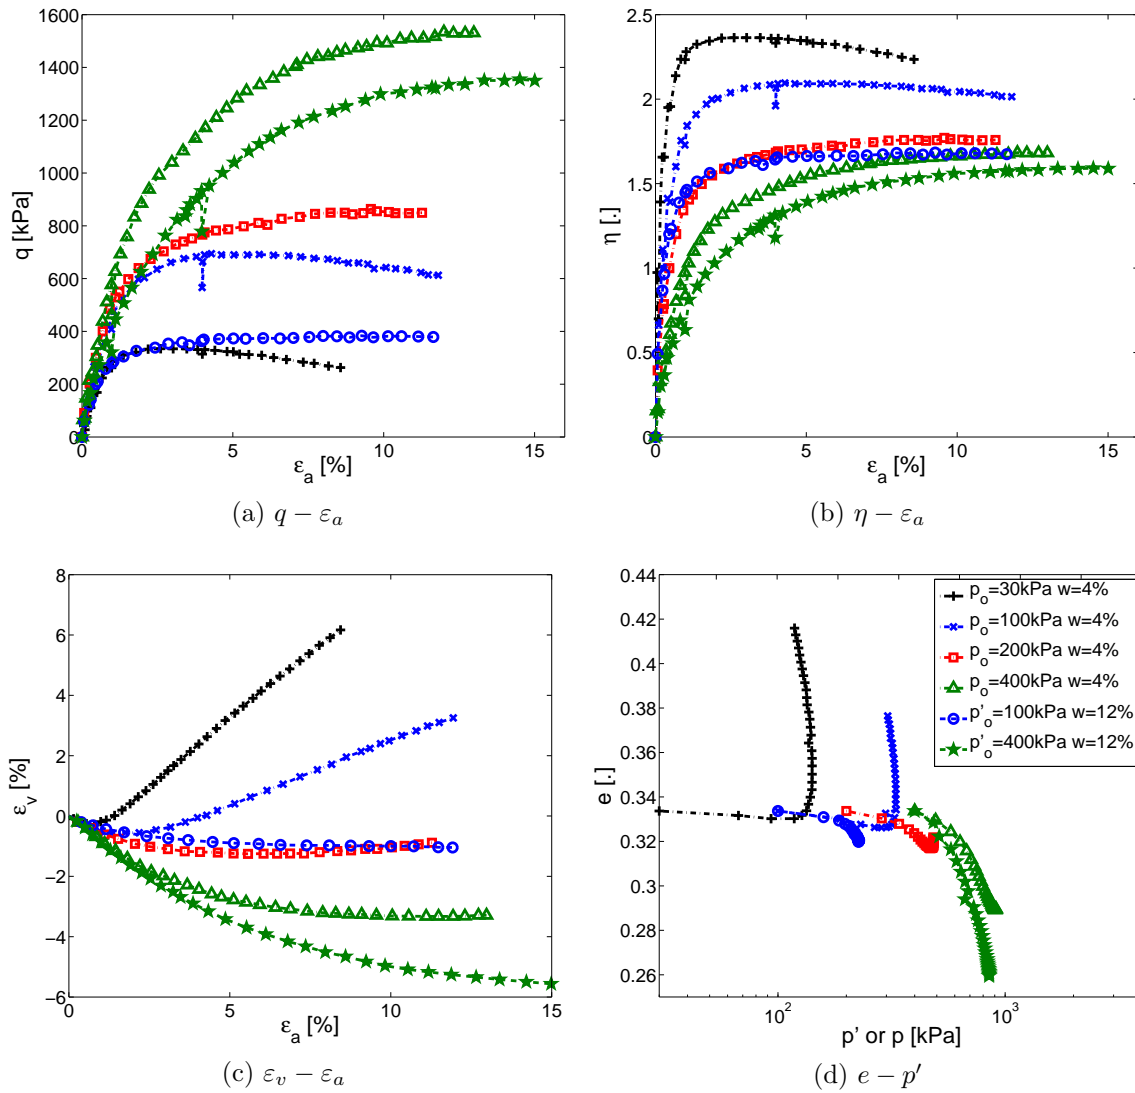 1600
1400
1200
1000
800
600
400
200
0
q [kPa]
0 5 10 15
ε_a [%]
(a) q − ε_a
2.5
2
1.5
1
0.5
0
η [.]
0 5 10 15
ε_a [%]
(b) η − ε_a
8
6
4
2
0
−2
−4
−6
ε_v [%]
0 5 10 15
ε_a [%]
(c) ε_v − ε_a
0.44
0.42
0.4
0.38
0.36
0.34
0.32
0.3
0.28
0.26
e [.]
10^2 10^3
p' or p [kPa]
p_o=30kPa w=4%
p_o=100kPa w=4%
p_o=200kPa w=4%
p_o=400kPa w=4%
p'_o=100kPa w=12%
p'_o=400kPa w=12%
(d) e − p′